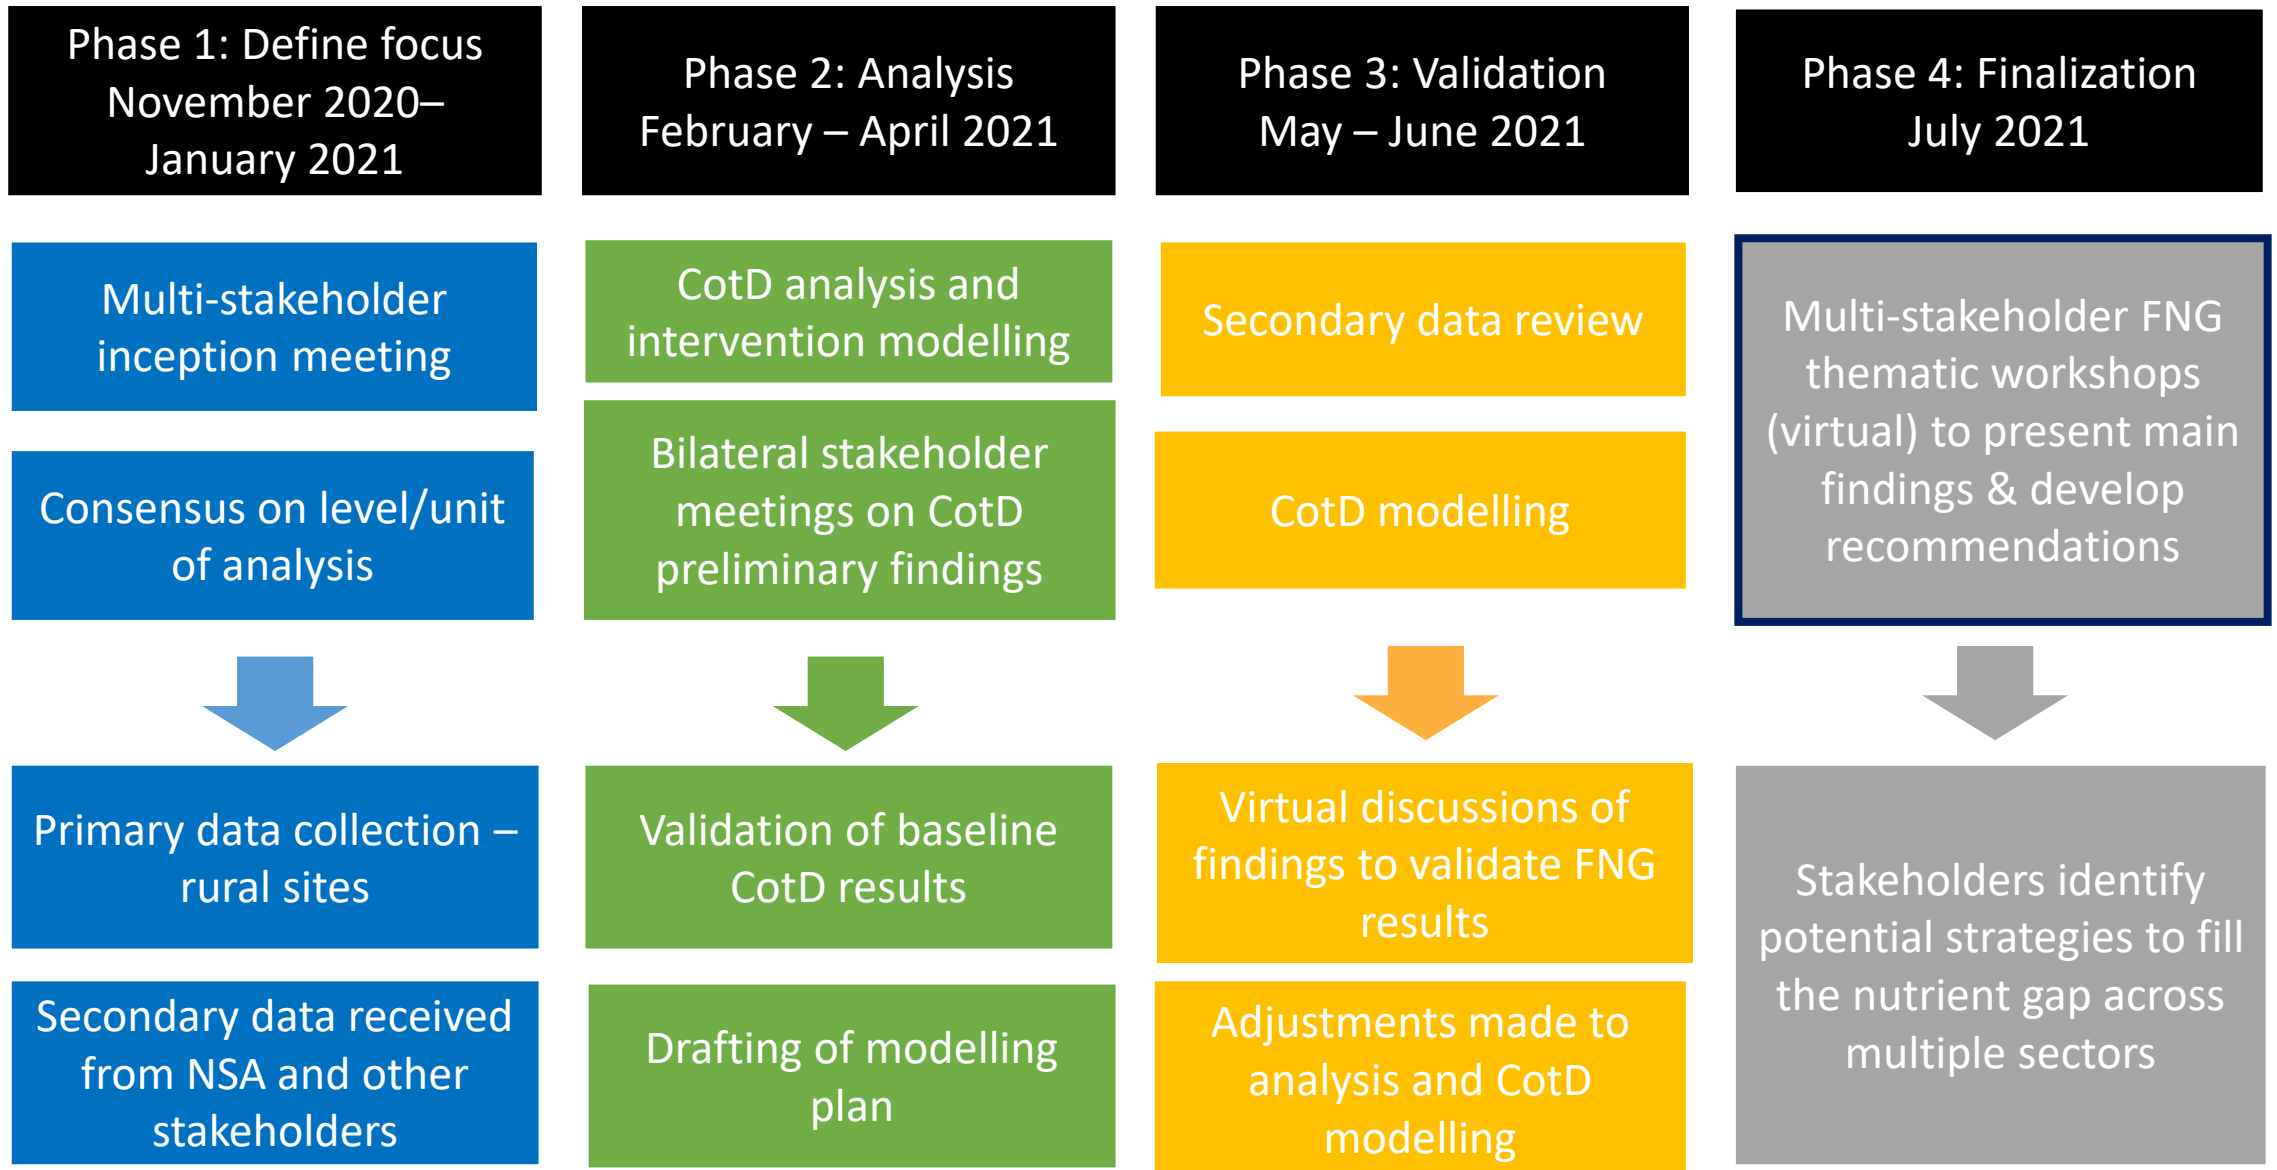 Phase 1: Define focus
November 2020–
January 2021
Multi-stakeholder
inception meeting
Consensus on level/unit
of analysis
Primary data collection –
rural sites
Secondary data received
from NSA and other
stakeholders
Phase 2: Analysis
February – April 2021
CotD analysis and
intervention modelling
Bilateral stakeholder
meetings on CotD
preliminary findings
Validation of baseline
CotD results
Drafting of modelling
plan
Phase 3: Validation
May – June 2021
Secondary data review
CotD modelling
Virtual discussions of
findings to validate FNG
results
Adjustments made to
analysis and CotD
modelling
Phase 4: Finalization
July 2021
Multi-stakeholder FNG
thematic workshops
(virtual) to present main
findings & develop
recommendations
Stakeholders identify
potential strategies to fill
the nutrient gap across
multiple sectors